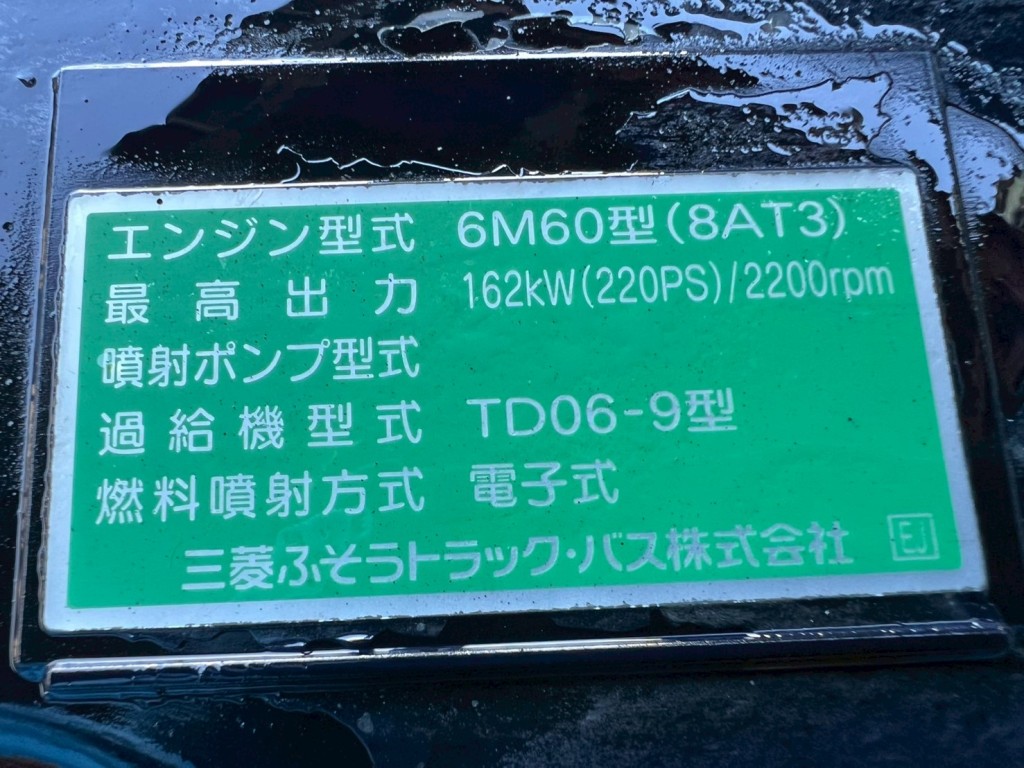 エンジン型式 6M60型(8AT3)
最高出力 162kW(220PS)/2200rpm
噴射ポンプ型式
過給機型式 TD06-9型
燃料噴射方式 電子式
三菱ふそうトラック・バス株式会社 EJ